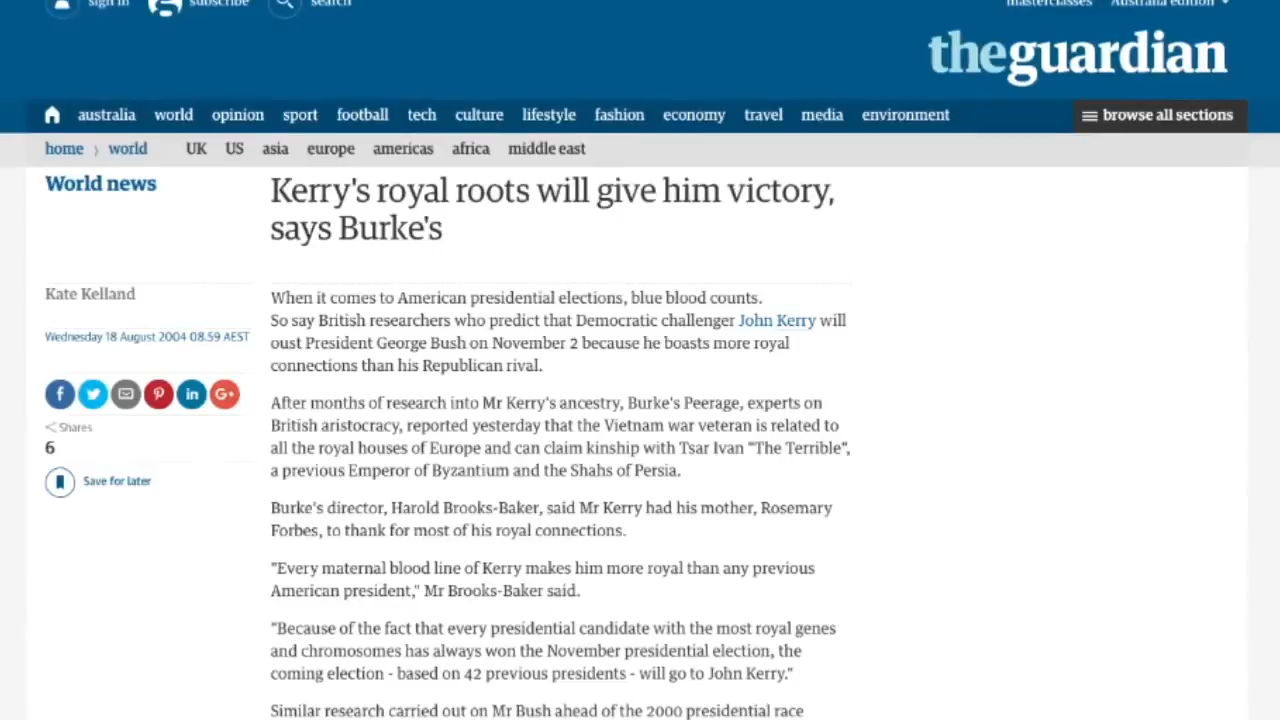 sign in subscribe search
masterclasses Australia edition
theguardian
australia world opinion sport football tech culture lifestyle fashion economy travel media environment
browse all sections
home › world UK US asia europe americas africa middle east
World news
Kerry's royal roots will give him victory,
says Burke's
Kate Kelland
Wednesday 18 August 2004 08.59 AEST
Shares
6
Save for later
When it comes to American presidential elections, blue blood counts.
So say British researchers who predict that Democratic challenger John Kerry will
oust President George Bush on November 2 because he boasts more royal
connections than his Republican rival.
After months of research into Mr Kerry's ancestry, Burke's Peerage, experts on
British aristocracy, reported yesterday that the Vietnam war veteran is related to
all the royal houses of Europe and can claim kinship with Tsar Ivan "The Terrible",
a previous Emperor of Byzantium and the Shahs of Persia.
Burke's director, Harold Brooks-Baker, said Mr Kerry had his mother, Rosemary
Forbes, to thank for most of his royal connections.
"Every maternal blood line of Kerry makes him more royal than any previous
American president," Mr Brooks-Baker said.
"Because of the fact that every presidential candidate with the most royal genes
and chromosomes has always won the November presidential election, the
coming election - based on 42 previous presidents - will go to John Kerry."
Similar research carried out on Mr Bush ahead of the 2000 presidential race